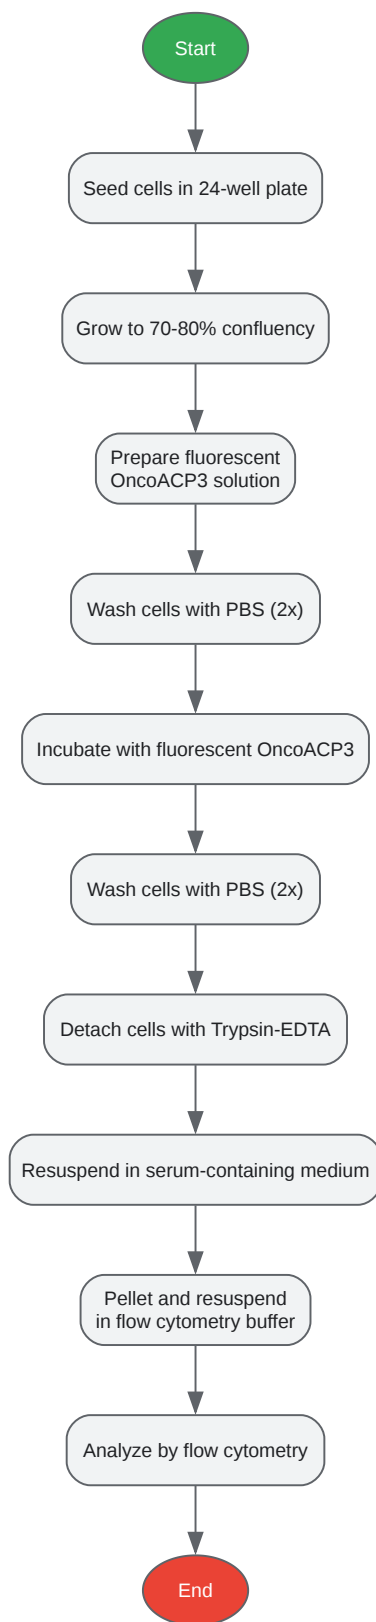 Start
Seed cells in 24-well plate
Grow to 70-80% confluency
Prepare fluorescent
OncoACP3 solution
Wash cells with PBS (2x)
Incubate with fluorescent OncoACP3
Wash cells with PBS (2x)
Detach cells with Trypsin-EDTA
Resuspend in serum-containing medium
Pellet and resuspend
in flow cytometry buffer
Analyze by flow cytometry
End